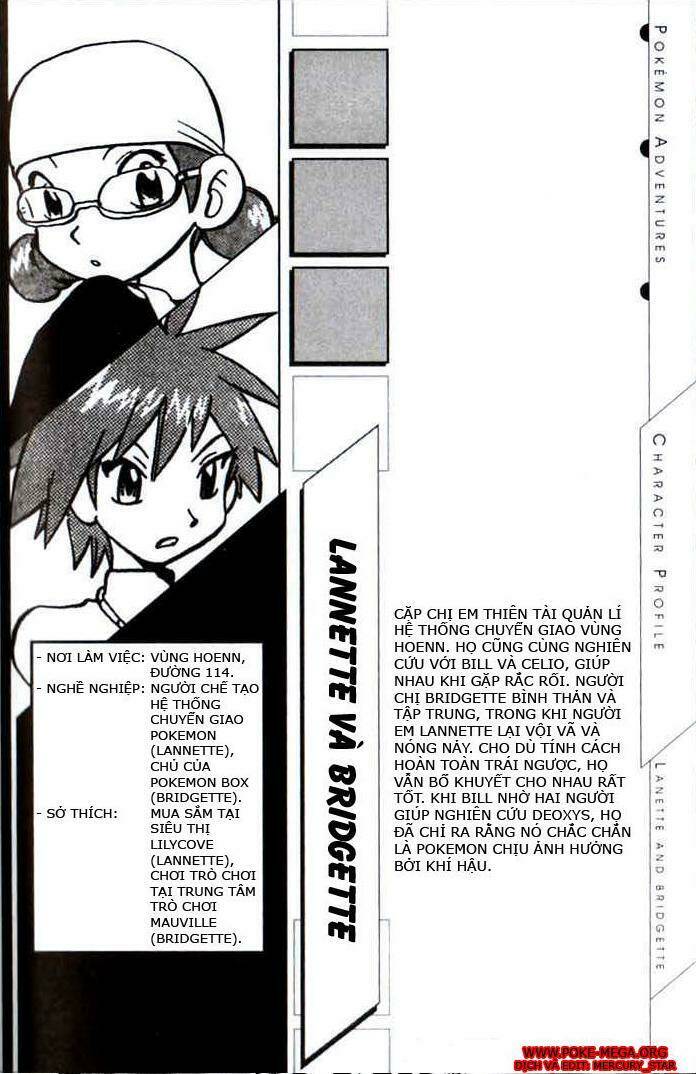 POKÉMON ADVENTURES
CHARACTER PROFILE
LANETTE AND BRIDGETTE
LANNETTE VÀ BRIDGETTE
- NƠI LÀM VIỆC: VÙNG HOENN,
ĐƯỜNG 114.
- NGHỀ NGHIỆP: NGƯỜI CHẾ TẠO
HỆ THỐNG
CHUYỂN GIAO
POKEMON
(LANNETTE),
CHỦ CỦA
POKEMON BOX
(BRIDGETTE).
- SỞ THÍCH: MUA SẮM TẠI
SIÊU THỊ
LILYCOVE
(LANNETTE),
CHƠI TRÒ CHƠI
TẠI TRUNG TÂM
TRÒ CHƠI
MAUVILLE
(BRIDGETTE).
CẶP CHỊ EM THIÊN TÀI QUẢN LÍ
HỆ THỐNG CHUYỂN GIAO VÙNG
HOENN. HỌ CŨNG CÙNG NGHIÊN
CỨU VỚI BILL VÀ CELIO, GIÚP
NHAU KHI GẶP RẮC RỐI. NGƯỜI
CHỊ BRIDGETTE BÌNH THẢN VÀ
TẬP TRUNG, TRONG KHI NGƯỜI
EM LANNETTE LẠI VỘI VÃ VÀ
NÓNG NẢY. CHO DÙ TÍNH CÁCH
HOÀN TOÀN TRÁI NGƯỢC, HỌ
VẪN BỔ KHUYẾT CHO NHAU RẤT
TỐT. KHI BILL NHỜ HAI NGƯỜI
GIÚP NGHIÊN CỨU DEOXYS, HỌ
ĐÃ CHỈ RA RẰNG NÓ CHẮC CHẮN
LÀ POKEMON CHỊU ẢNH HƯỞNG
BỞI KHÍ HẬU.
WWW.POKE-MEGA.ORG
DỊCH VÀ EDIT: MERCURY_STAR